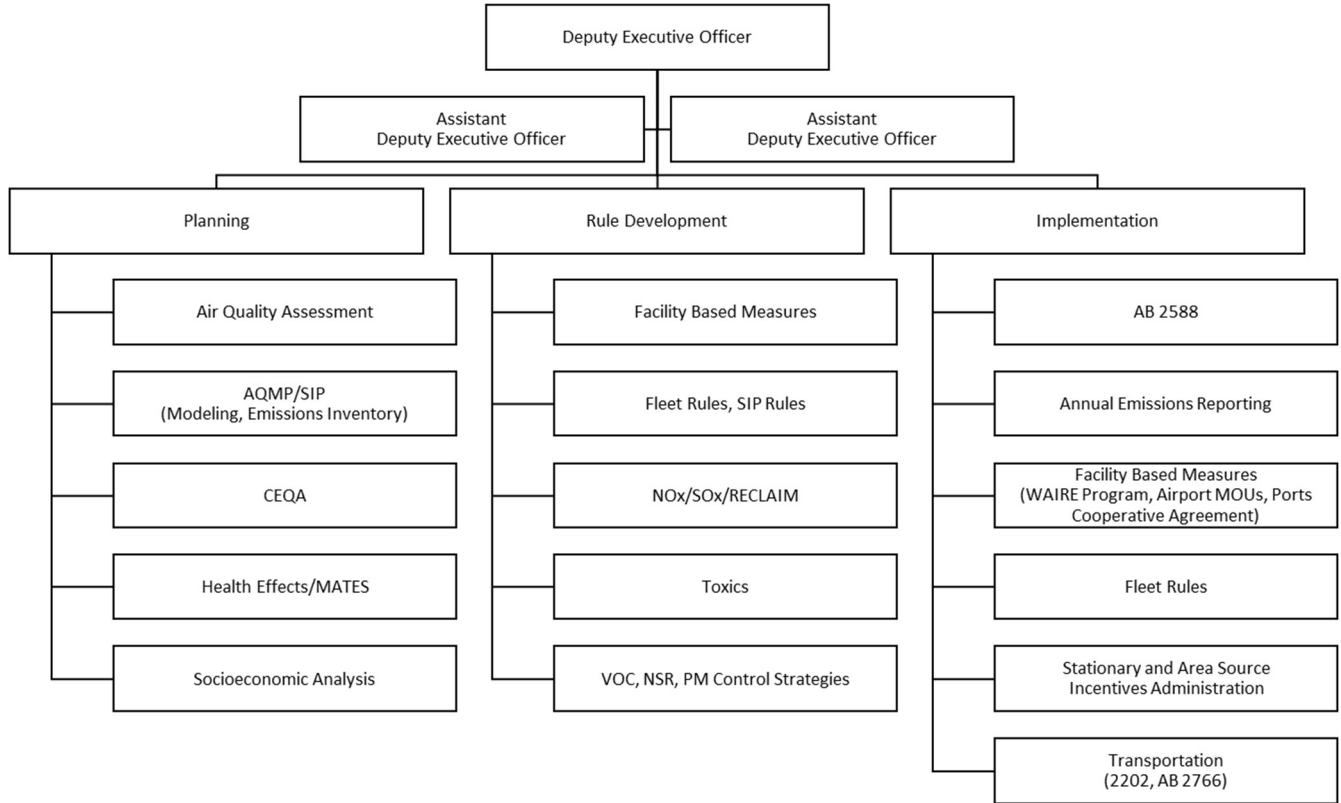 Deputy Executive Officer
Assistant
Deputy Executive Officer
Assistant
Deputy Executive Officer
Planning
Rule Development
Implementation
Air Quality Assessment
AQMP/SIP
(Modeling, Emissions Inventory)
CEQA
Health Effects/MATES
Socioeconomic Analysis
Facility Based Measures
Fleet Rules, SIP Rules
NOx/SOx/RECLAIM
Toxics
VOC, NSR, PM Control Strategies
AB 2588
Annual Emissions Reporting
Facility Based Measures
(WAIRE Program, Airport MOUs, Ports
Cooperative Agreement)
Fleet Rules
Stationary and Area Source
Incentives Administration
Transportation
(2202, AB 2766)